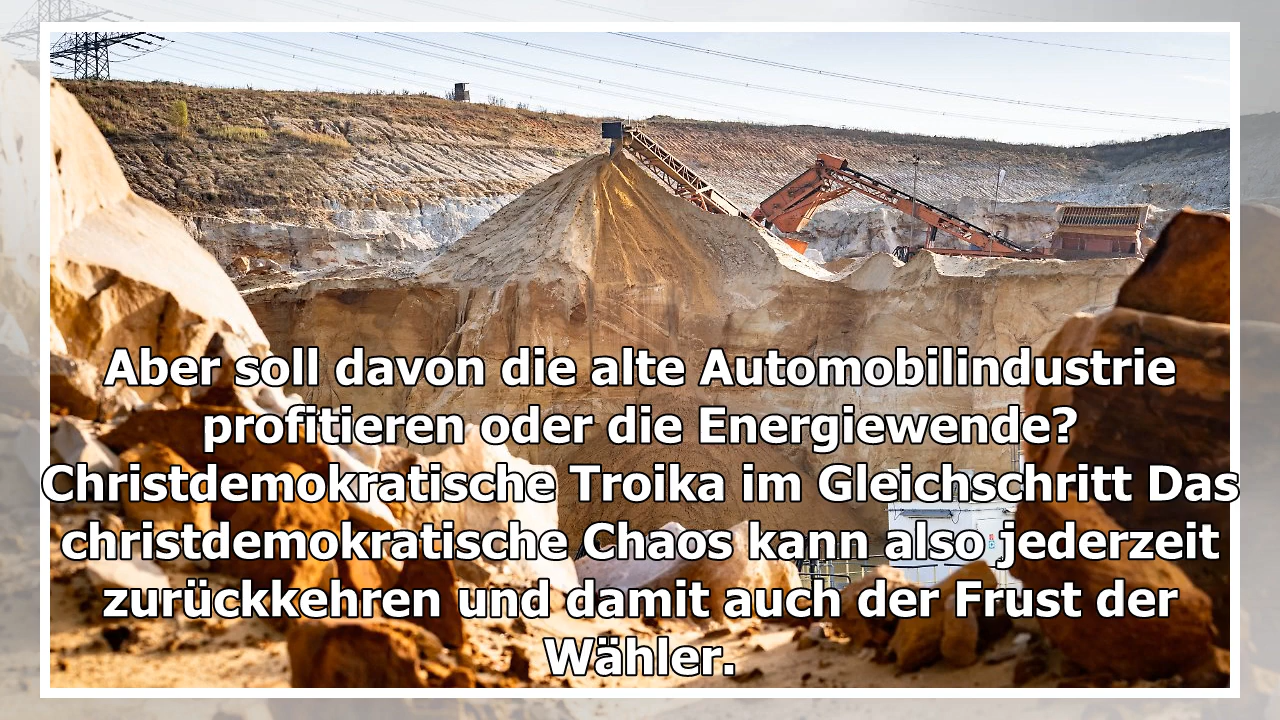 Aber soll davon die alte Automobilindustrie
profitieren oder die Energiewende?
Christdemokratische Troika im Gleichschritt Das
christdemokratische Chaos kann also jederzeit
zurückkehren und damit auch der Frust der
Wähler.